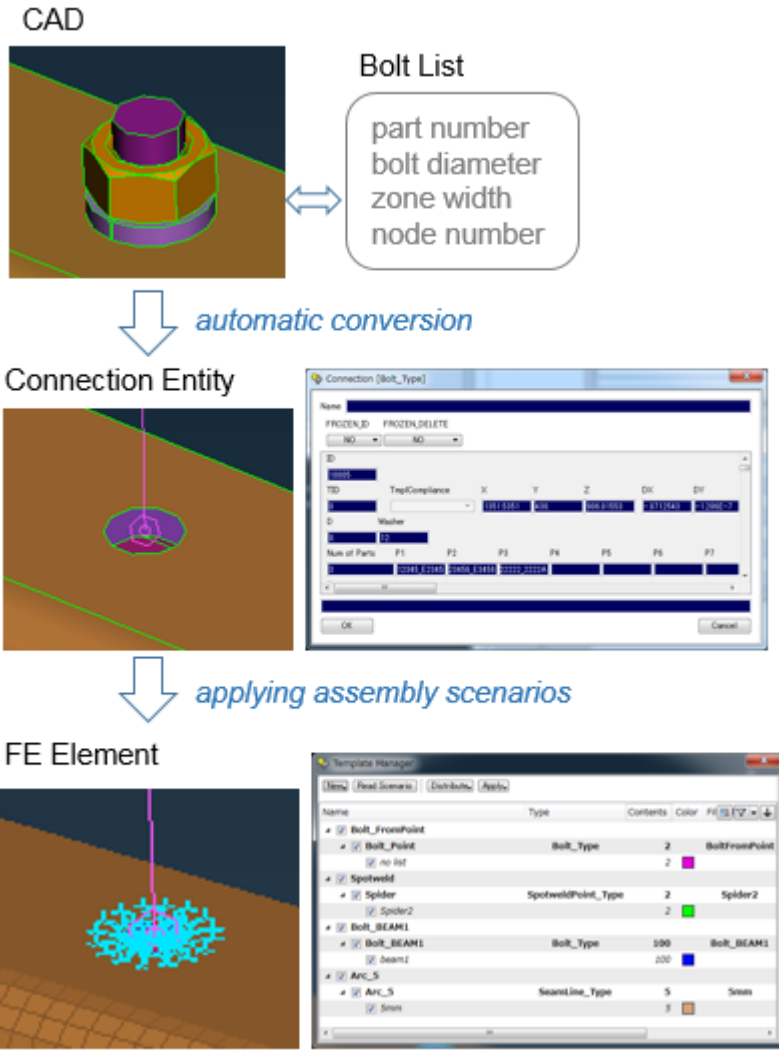 CAD
Bolt List
part number
bolt diameter
zone width
node number
automatic conversion
Connection Entity
Connection [Bolt_Type]
Name
FROZEN_ID FROZEN_DELETE
NO NO
ID
10005
TID TmplCompliance X Y Z DX DY
0
D Washer
12
Num of Parts P1 P2 P3 P4 P5 P6 P7
3
OK Cancel
applying assembly scenarios
FE Element
Template Manager
New Read Scenario Distribute Apply
Name Type Contents Color
Bolt_FromPoint
Bolt_Point Bolt_Type 2 BoltFromPoint
no list 2
Spotweld
Spider SpotweldPoint_Type 2 Spider2
Spider2 2
Bolt_BEAM1
Bolt_BEAM1 Bolt_Type 100 Bolt_BEAM1
beam1 100
Arc_5
Arc_5 SeamLine_Type 5 5mm
5mm 5